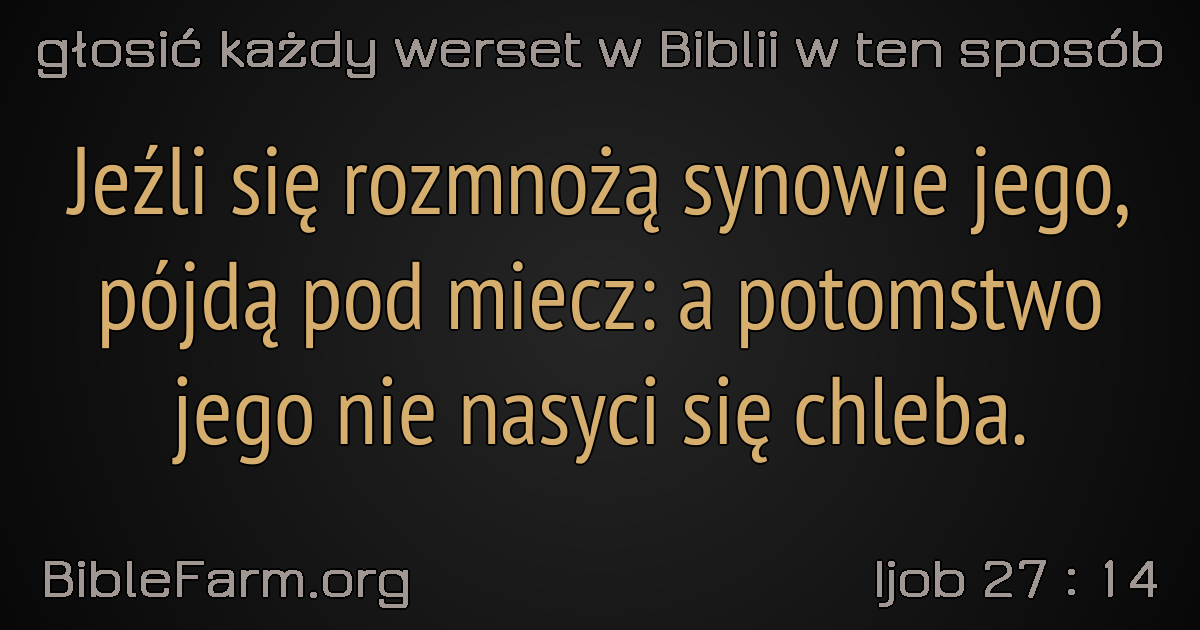 głosić każdy werset w Biblii w ten sposób
Jeźli się rozmnożą synowie jego,
pójdą pod miecz: a potomstwo
jego nie nasyci się chleba.
BibleFarm.org
Ijob 27 : 14